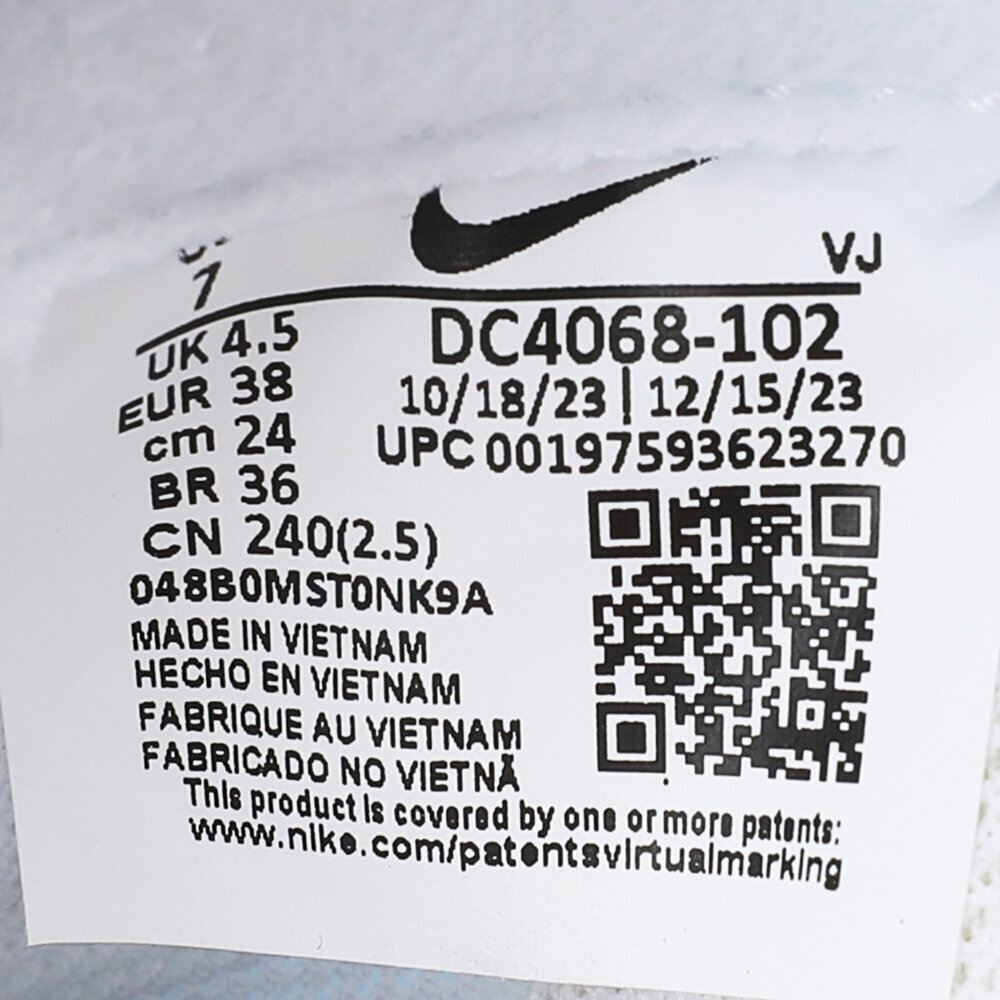 7
VJ
UK 4.5
EUR 38
cm 24
BR 36
CN 240(2.5)
DC4068-102
10/18/23 | 12/15/23
UPC 00197593623270
048B0MST0NK9A
MADE IN VIETNAM
HECHO EN VIETNAM
FABRIQUE AU VIETNAM
FABRICADO NO VIETNÃ
This product is covered by one or more patents:
www.nike.com/patentsvirtualmarking